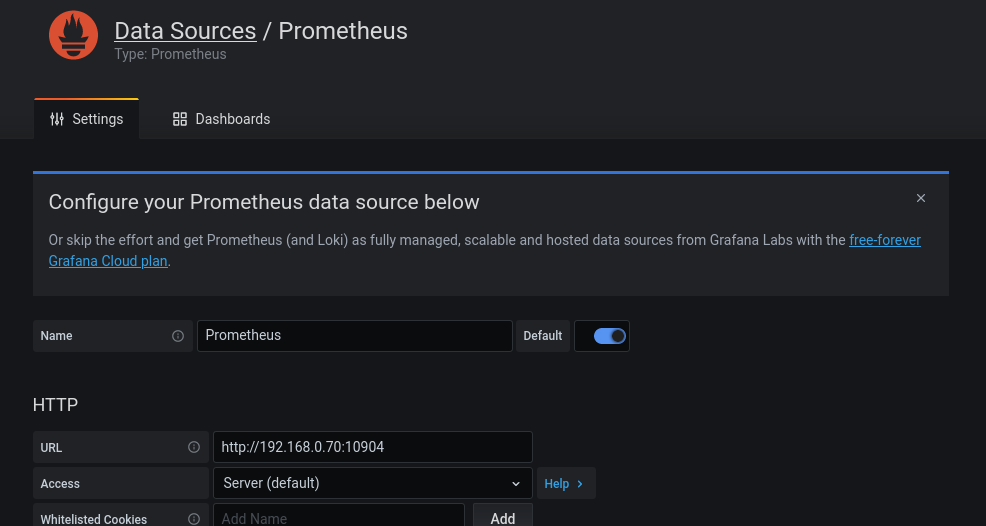 Data Sources / Prometheus
Type: Prometheus
Settings
Dashboards
Configure your Prometheus data source below
Or skip the effort and get Prometheus (and Loki) as fully managed, scalable and hosted data sources from Grafana Labs with the free-forever
Grafana Cloud plan.
Name
Prometheus
Default
HTTP
URL
http://192.168.0.70:10904
Access
Server (default)
Help
Whitelisted Cookies
Add Name
Add